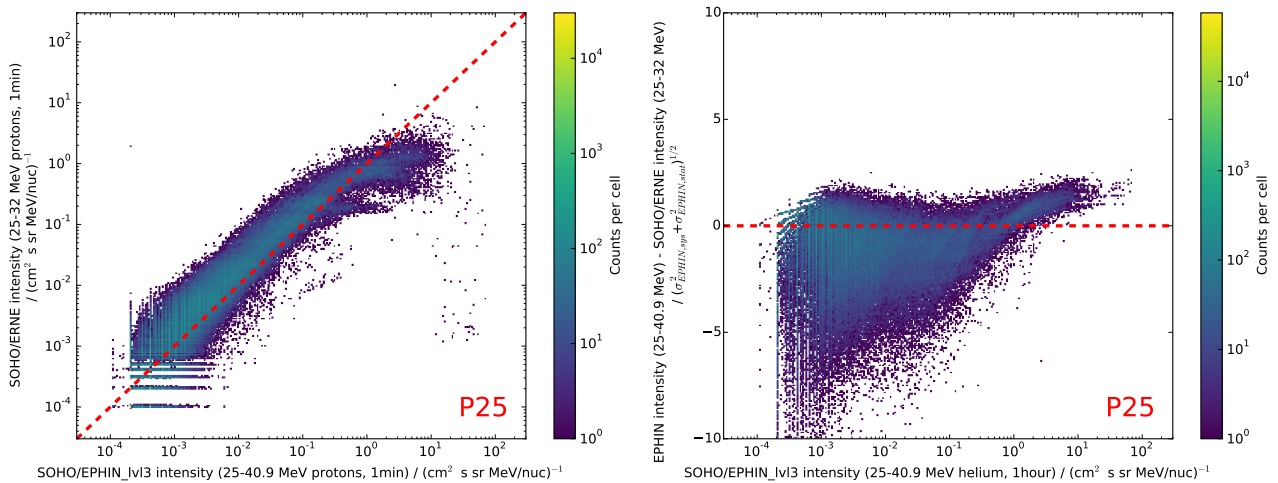 SOHO/ERNE intensity (25-32 MeV protons, 1min)
/ (cm² s sr MeV/nuc)⁻¹
10²
10¹
10⁰
10⁻¹
10⁻²
10⁻³
10⁻⁴
P25
10⁻⁴ 10⁻³ 10⁻² 10⁻¹ 10⁰ 10¹ 10²
SOHO/EPHIN_lvl3 intensity (25-40.9 MeV protons, 1min) / (cm² s sr MeV/nuc)⁻¹
10⁴
10³
10²
10¹
10⁰
Counts per cell
EPHIN intensity (25-40.9 MeV) - SOHO/ERNE intensity (25-32 MeV)
/ (σ²_EPHIN,sys + σ²_EPHIN,stat)^1/2
10
5
0
−5
−10
P25
10⁻⁴ 10⁻³ 10⁻² 10⁻¹ 10⁰ 10¹ 10²
SOHO/EPHIN_lvl3 intensity (25-40.9 MeV helium, 1hour) / (cm² s sr MeV/nuc)⁻¹
10⁴
10³
10²
10¹
10⁰
Counts per cell